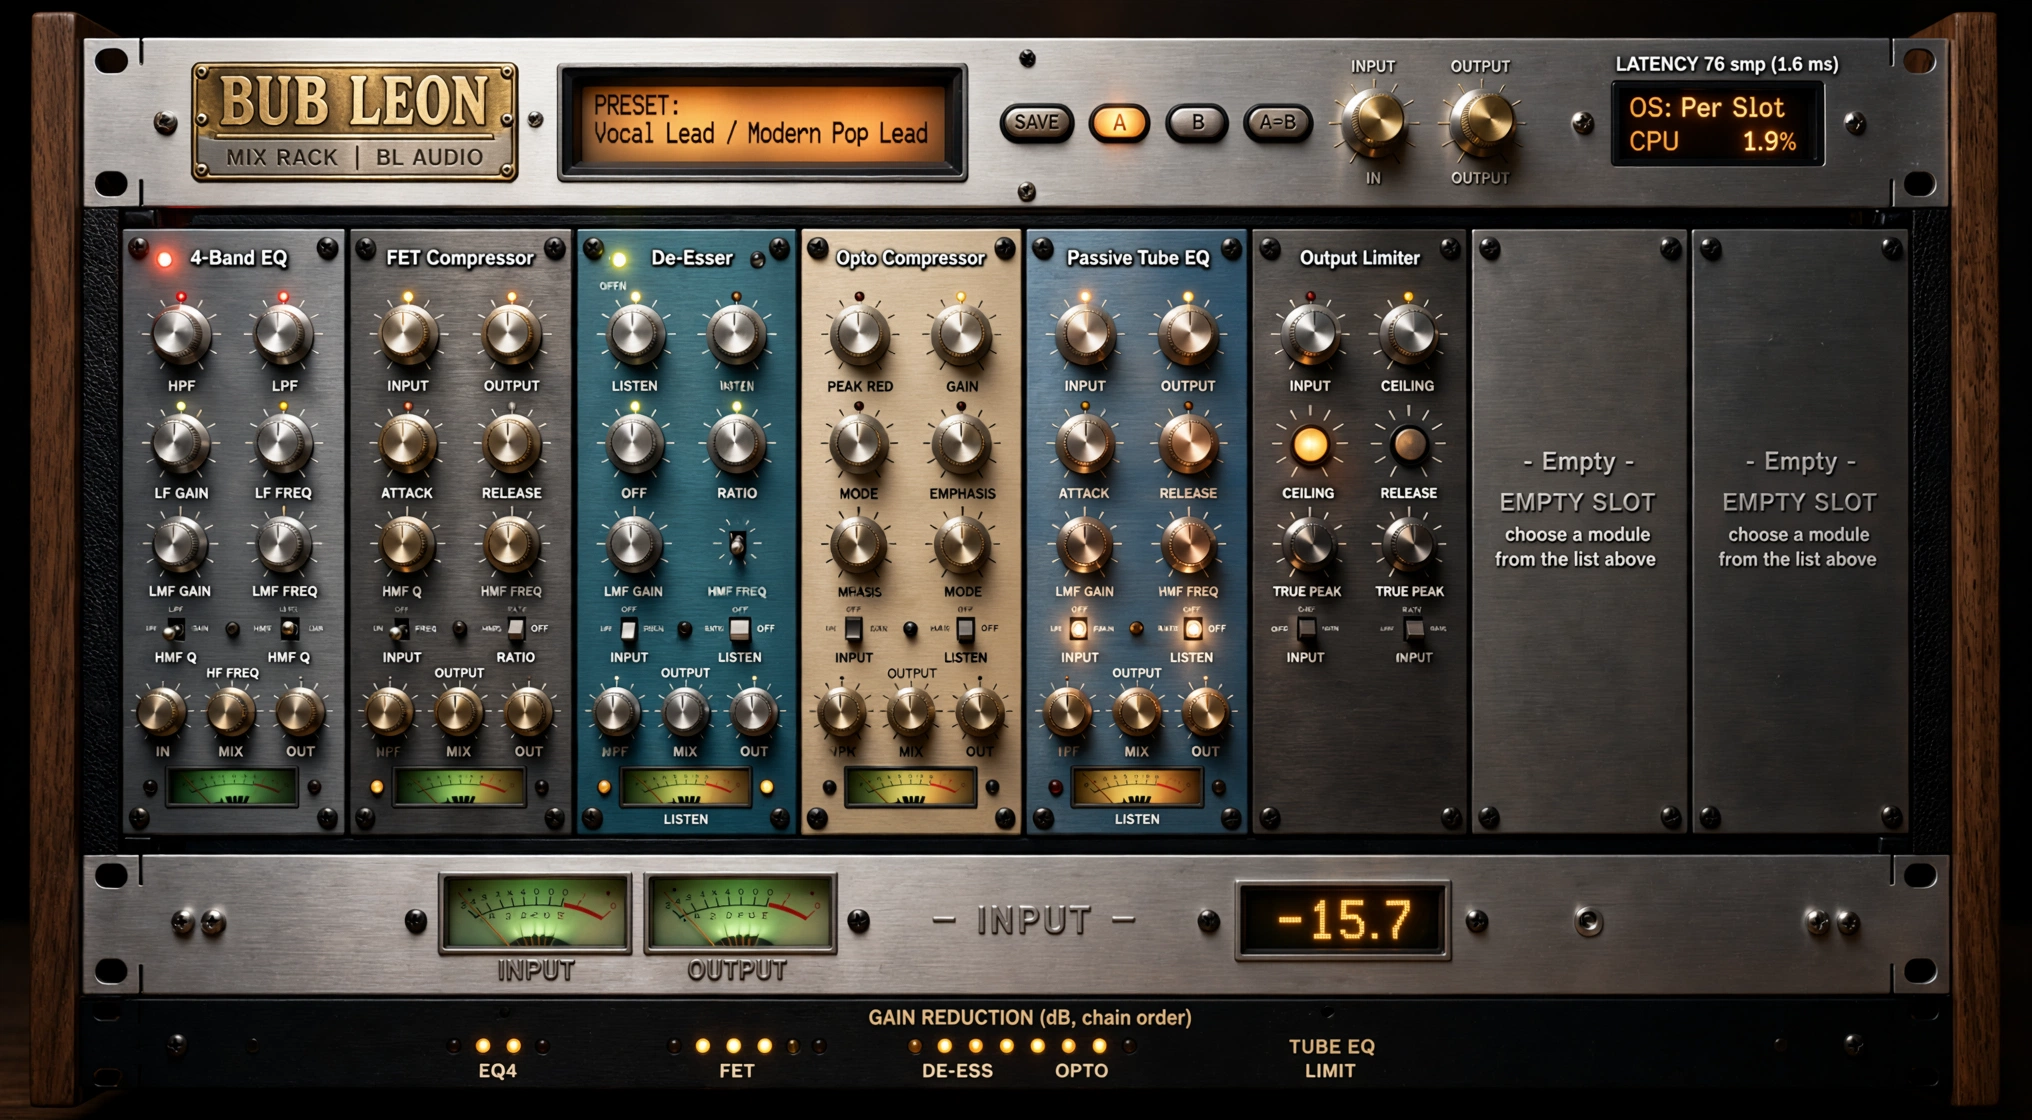 BUB LEON
MIX RACK | BL AUDIO
PRESET:
Vocal Lead / Modern Pop Lead
SAVE
A
B
A=B
INPUT
IN
OUTPUT
OUTPUT
LATENCY 76 smp (1.6 ms)
OS: Per Slot
CPU 1.9%
4-Band EQ
HPF LPF
LF GAIN LF FREQ
LMF GAIN LMF FREQ
HMF Q HMF Q
HF FREQ
IN MIX OUT
FET Compressor
INPUT OUTPUT
ATTACK RELEASE
HMF Q HMF FREQ
OFF
INPUT RATIO
OUTPUT
MIX OUT
De-Esser
OFFN
LISTEN
OFF RATIO
LMF GAIN HMF FREQ
OFF
INPUT LISTEN
OUTPUT
MIX OUT
LISTEN
Opto Compressor
PEAK RED GAIN
MODE EMPHASIS
MODE
OFF
INPUT LISTEN
OUTPUT
MIX OUT
Passive Tube EQ
INPUT OUTPUT
ATTACK RELEASE
LMF GAIN HMF FREQ
OFF
INPUT LISTEN
OUTPUT
MIX OUT
LISTEN
Output Limiter
INPUT CEILING
CEILING RELEASE
TRUE PEAK TRUE PEAK
INPUT INPUT
- Empty -
EMPTY SLOT
choose a module
from the list above
- Empty -
EMPTY SLOT
choose a module
from the list above
INPUT
OUTPUT
- INPUT -
-15.7
GAIN REDUCTION (dB, chain order)
EQ4
FET
DE-ESS
OPTO
TUBE EQ
LIMIT